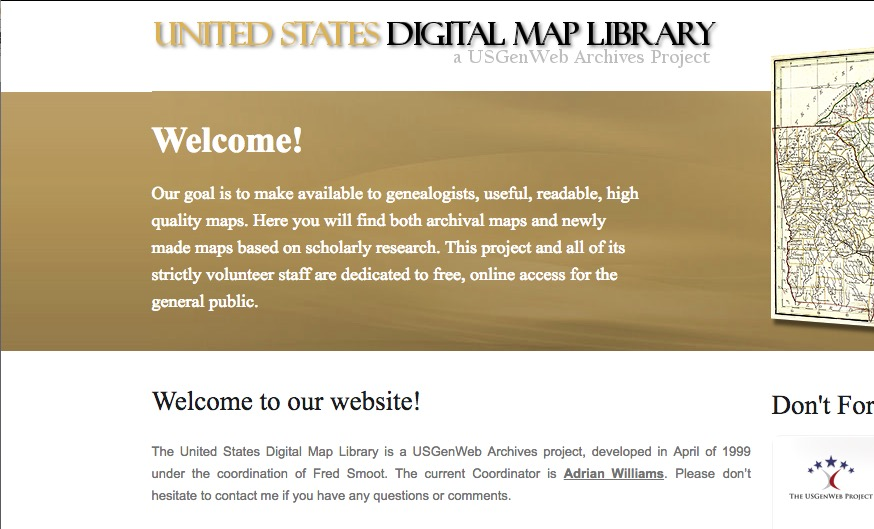 UNITED STATES DIGITAL MAP LIBRARY
a USGenWeb Archives Project
Welcome!
Our goal is to make available to genealogists, useful, readable, high
quality maps. Here you will find both archival maps and newly
made maps based on scholarly research. This project and all of its
strictly volunteer staff are dedicated to free, online access for the
general public.
Welcome to our website!
The United States Digital Map Library is a USGenWeb Archives project, developed in April of 1999
under the coordination of Fred Smoot. The current Coordinator is Adrian Williams. Please don’t
hesitate to contact me if you have any questions or comments.
Don't For
THE USGENWEB PROJECT